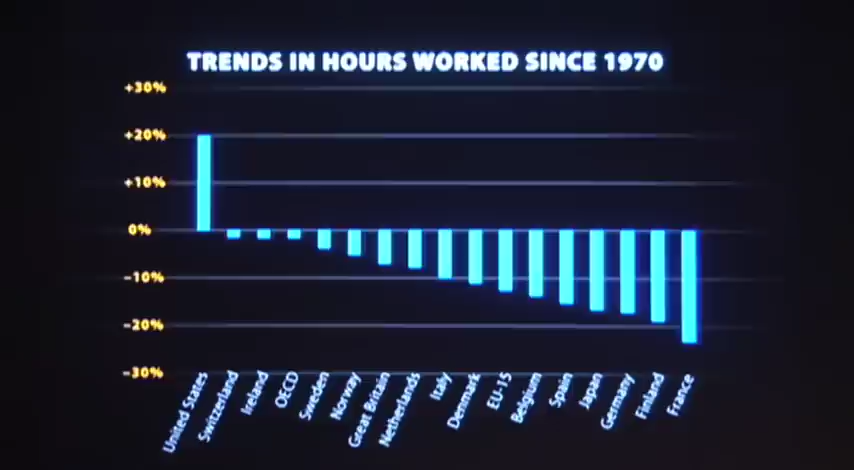 TRENDS IN HOURS WORKED SINCE 1970
+30%
+20%
+10%
0%
-10%
-20%
-30%
United States
Switzerland
Ireland
OECD
Sweden
Norway
Great Britain
Netherlands
Italy
Denmark
EU-15
Belgium
Spain
Japan
Germany
Finland
France